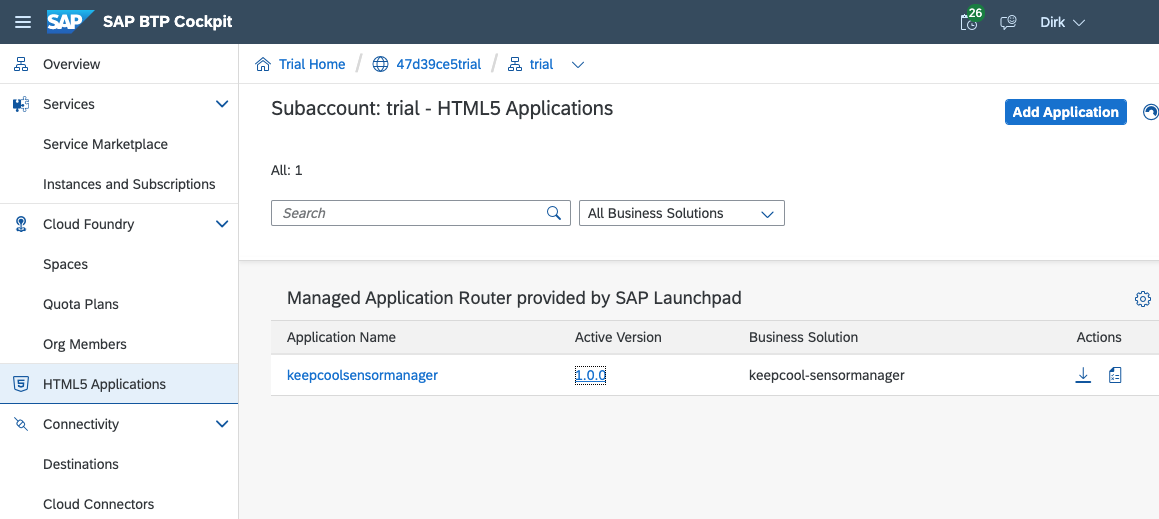 SAP SAP BTP Cockpit
26
Dirk
Overview
Services
Service Marketplace
Instances and Subscriptions
Cloud Foundry
Spaces
Quota Plans
Org Members
5 HTML5 Applications
Connectivity
Destinations
Cloud Connectors
Trial Home / 47d39ce5trial / trial
Subaccount: trial - HTML5 Applications
Add Application
All: 1
Search
All Business Solutions
Managed Application Router provided by SAP Launchpad
Application Name Active Version Business Solution Actions
keepcoolsensormanager 1.0.0 keepcool-sensormanager